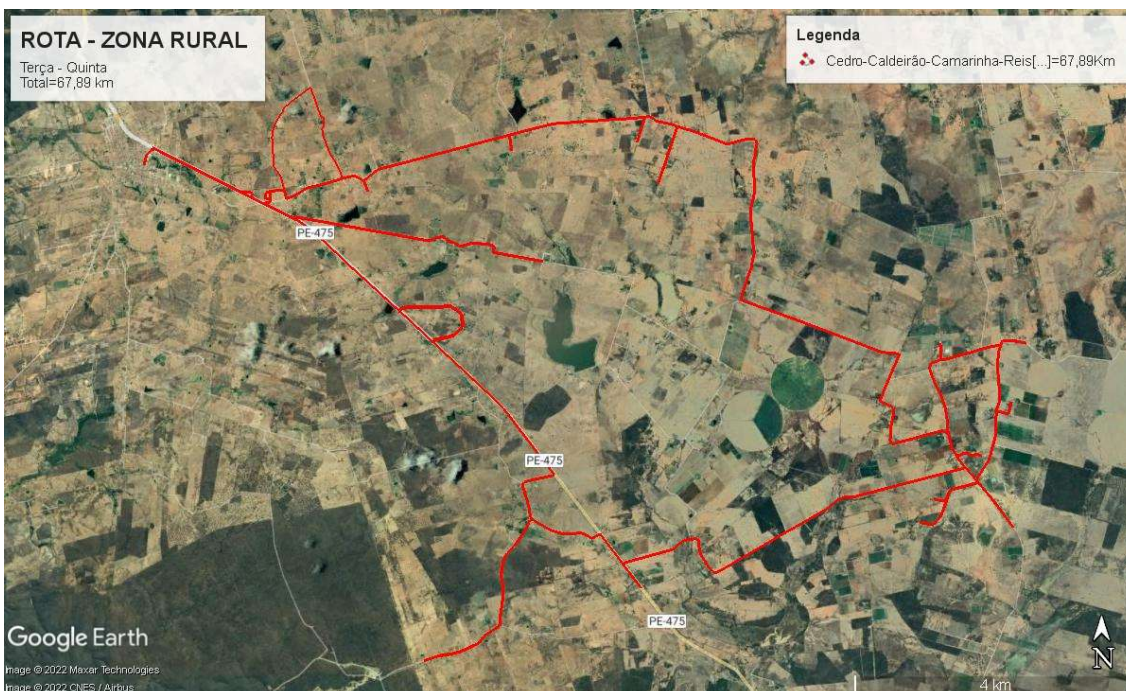 ROTA - ZONA RURAL
Terça - Quinta
Total=67,89 km
Legenda
Cedro-Caldeirão-Camarinha-Reis[...]=67,89Km
PE-475
PE-475
PE-475
Google Earth
Image © 2022 Maxar Technologies
Image © 2022 CNES / Airbus
N
4 km